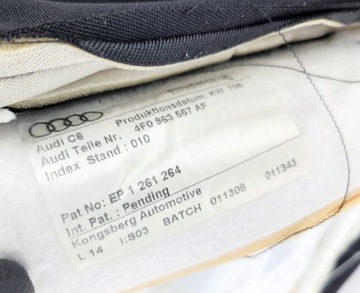 Audi C6 Produktionsdatum: KW
Audi Teile Nr. 4F0 963 557 AF
Index Stand : 010
Pat No: EP 1 261 264
Int. Pat.: Pending
Kongsberg Automotive
L 14 I:S03 BATCH 011308 011343